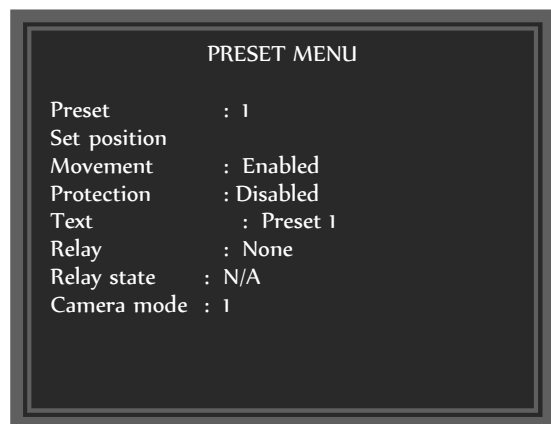 PRESET MENU
Preset : 1
Set position
Movement : Enabled
Protection : Disabled
Text : Preset 1
Relay : None
Relay state : N/A
Camera mode : 1